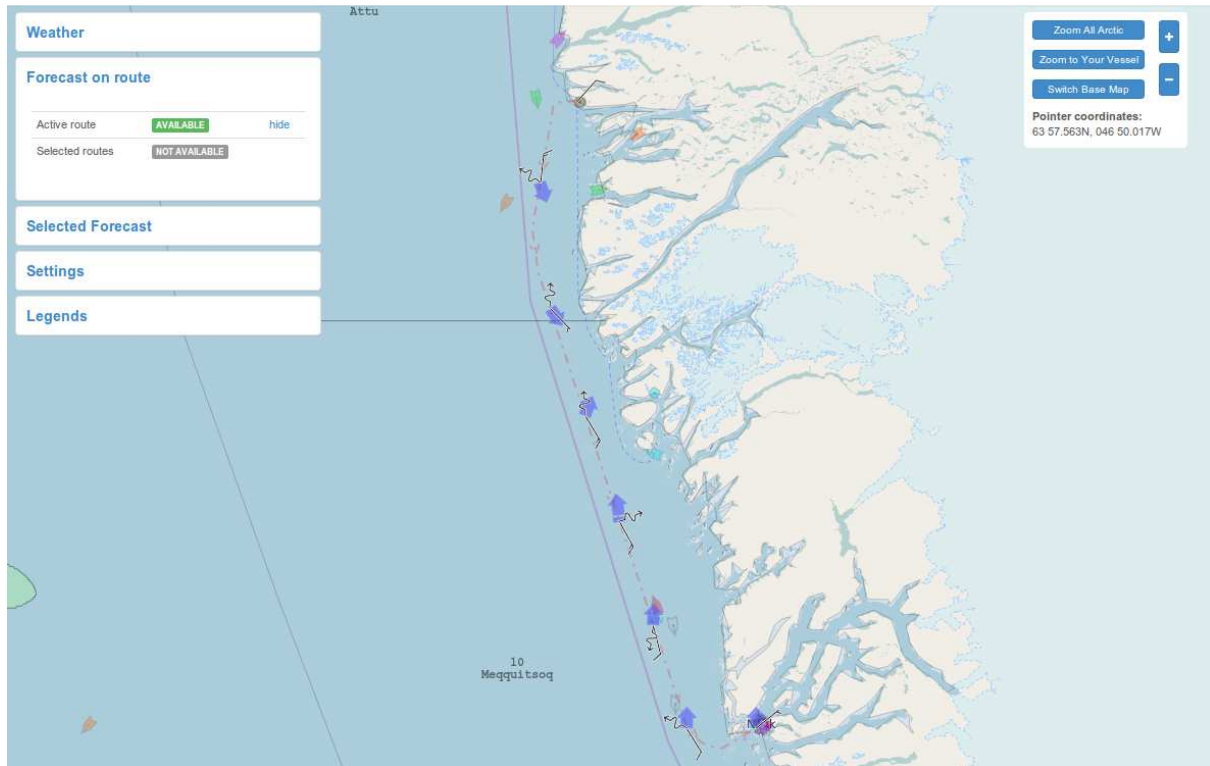 Attu
Weather
Forecast on route
Active route AVAILABLE hide
Selected routes NOT AVAILABLE
Selected Forecast
Settings
Legends
Zoom All Arctic
+
Zoom to Your Vessel
−
Switch Base Map
Pointer coordinates:
63 57.563N, 046 50.017W
10
Meqquitsoq